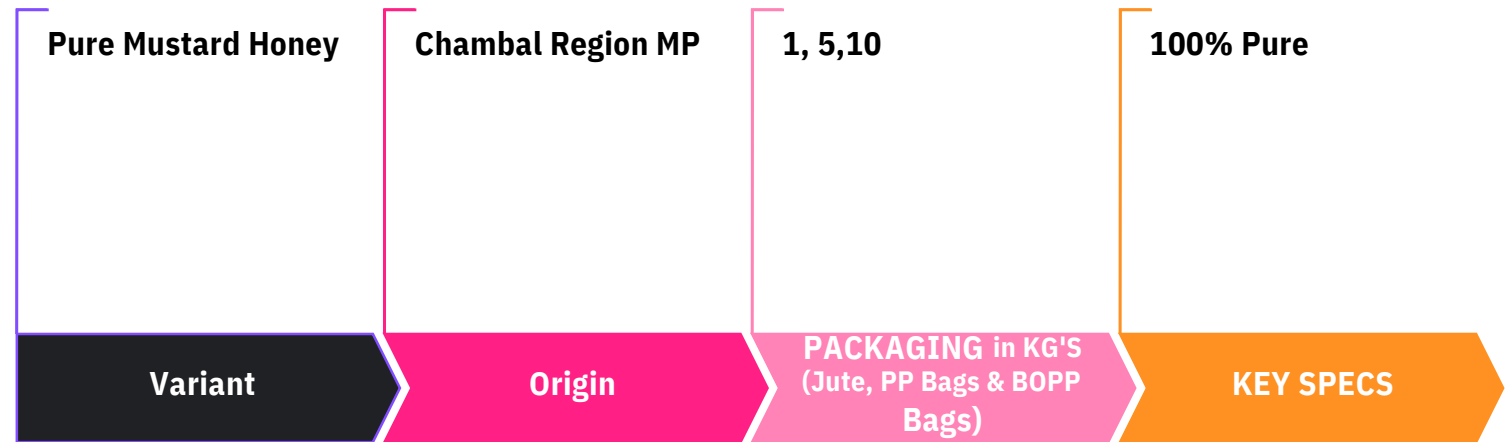 Pure Mustard Honey
Chambal Region MP
1, 5,10
100% Pure
Variant
Origin
PACKAGING in KG'S
(Jute, PP Bags & BOPP
Bags)
KEY SPECS